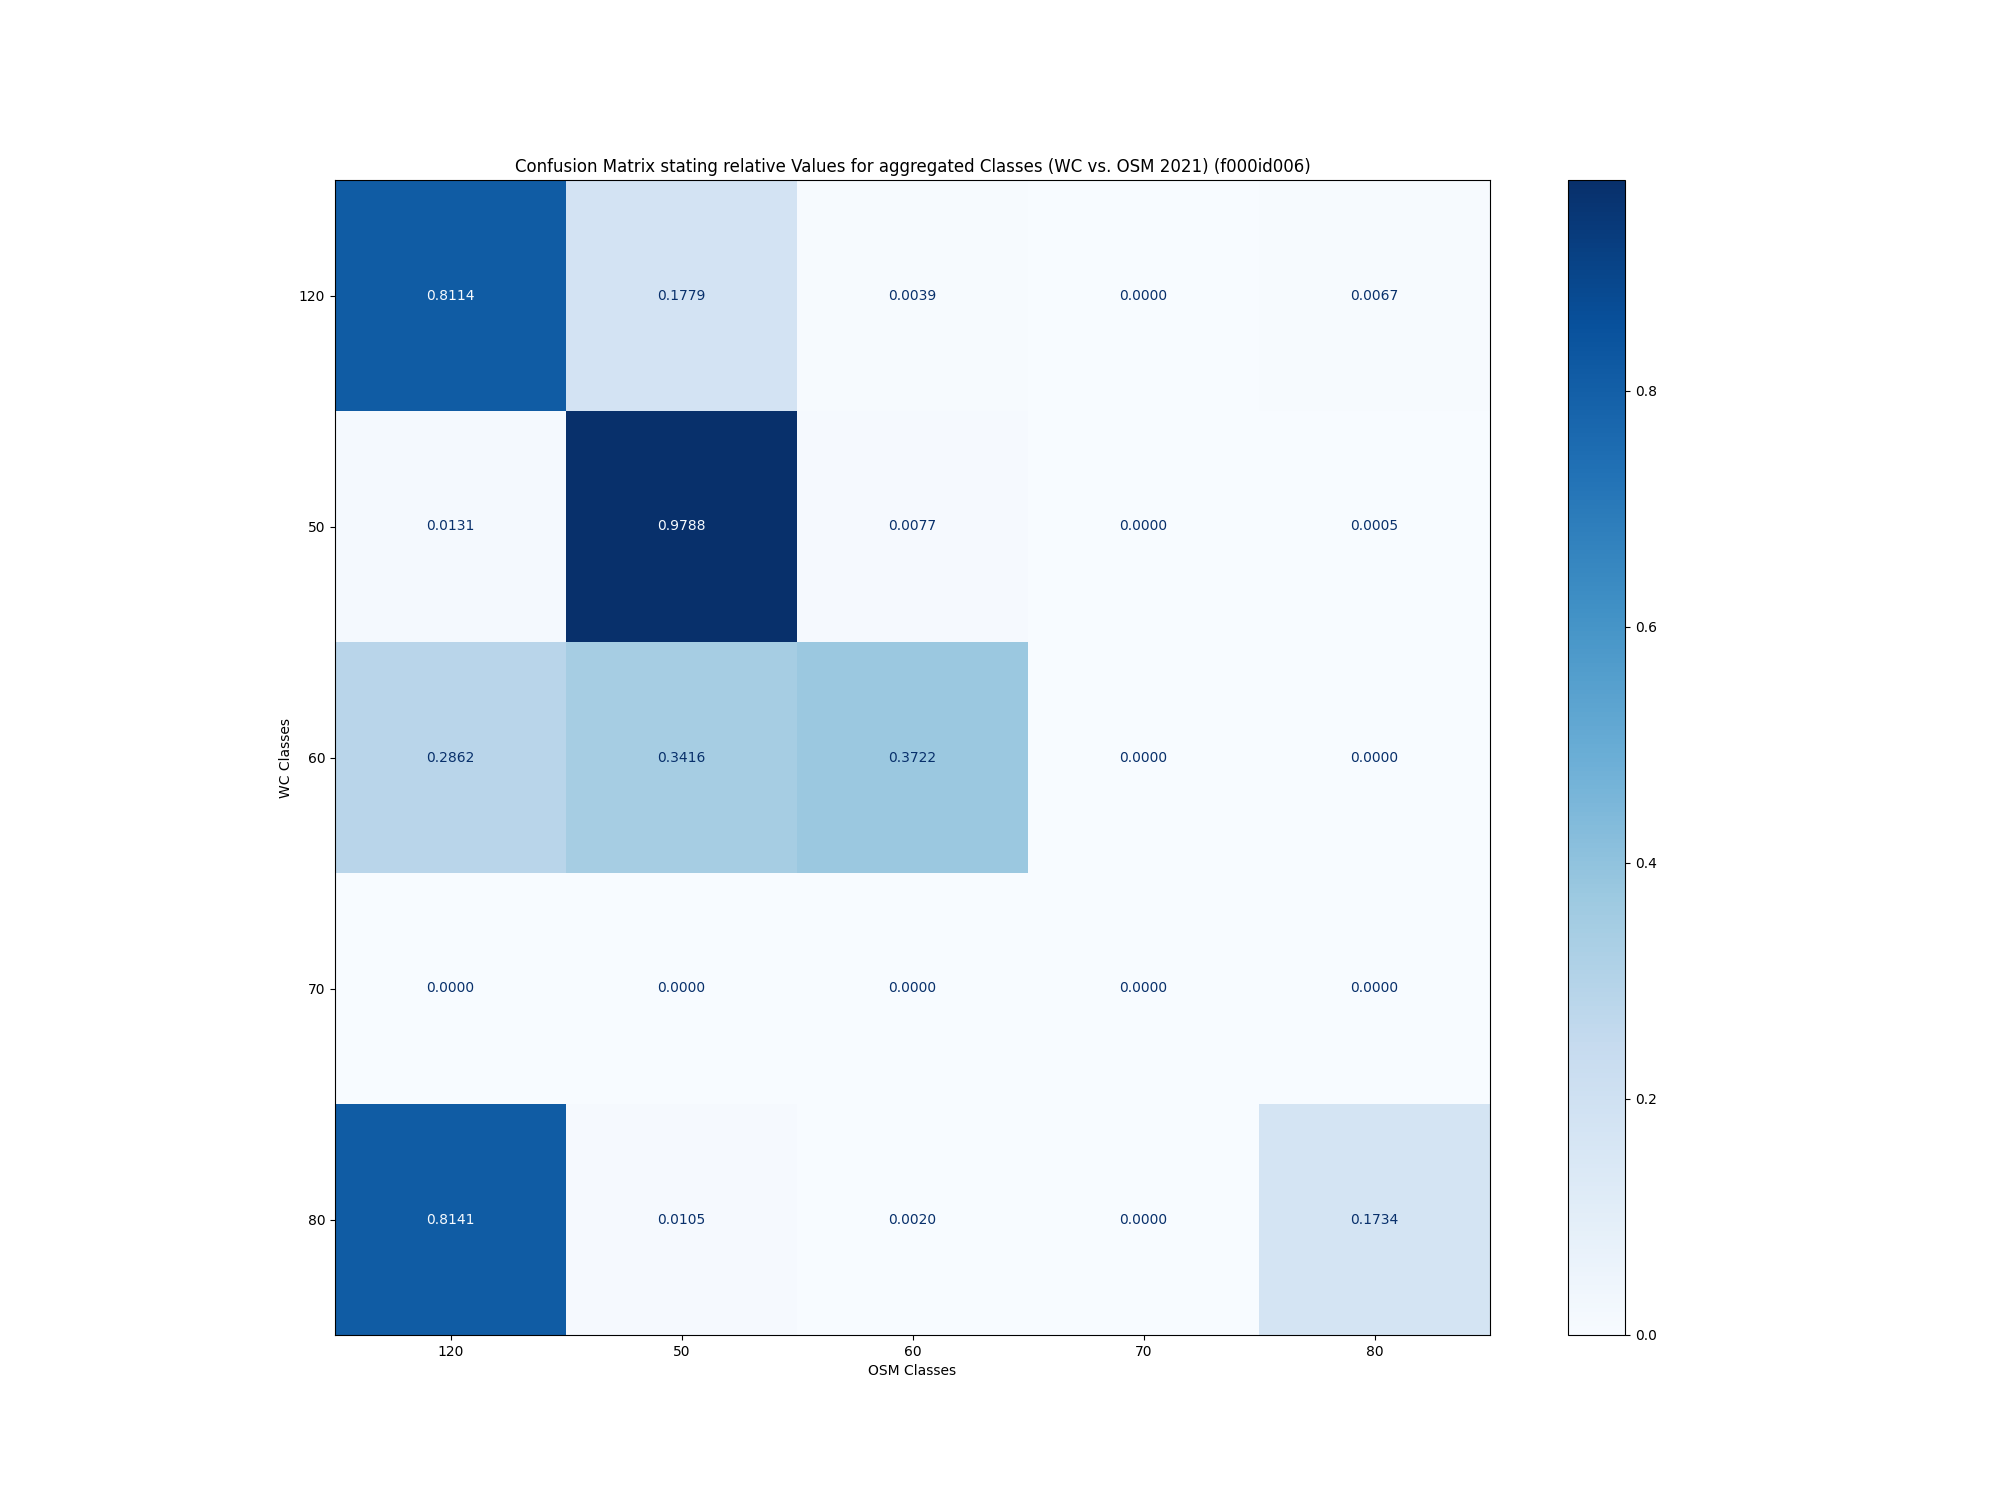 Confusion Matrix stating relative Values for aggregated Classes (WC vs. OSM 2021) (f000id006)
120 0.8114 0.1779 0.0039 0.0000 0.0067
50 0.0131 0.9788 0.0077 0.0000 0.0005
60 0.2862 0.3416 0.3722 0.0000 0.0000
70 0.0000 0.0000 0.0000 0.0000 0.0000
80 0.8141 0.0105 0.0020 0.0000 0.1734
WC Classes
120 50 60 70 80
OSM Classes
0.8
0.6
0.4
0.2
0.0